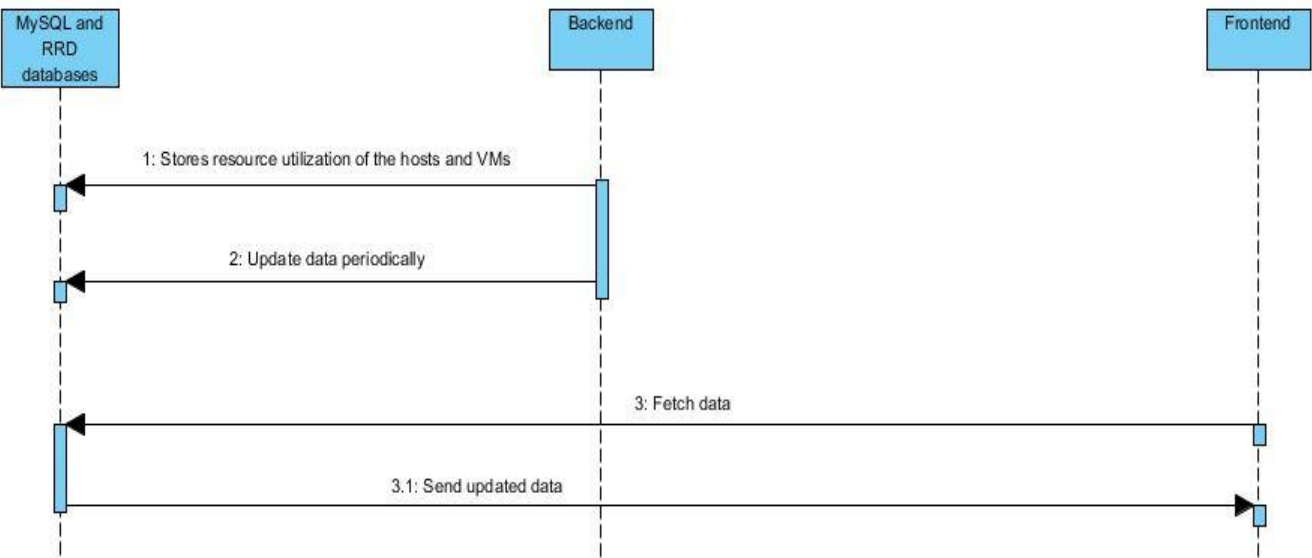 MySQL and
RRD
databases
Backend
Frontend
1: Stores resource utilization of the hosts and VMs
2: Update data periodically
3: Fetch data
3.1: Send updated data